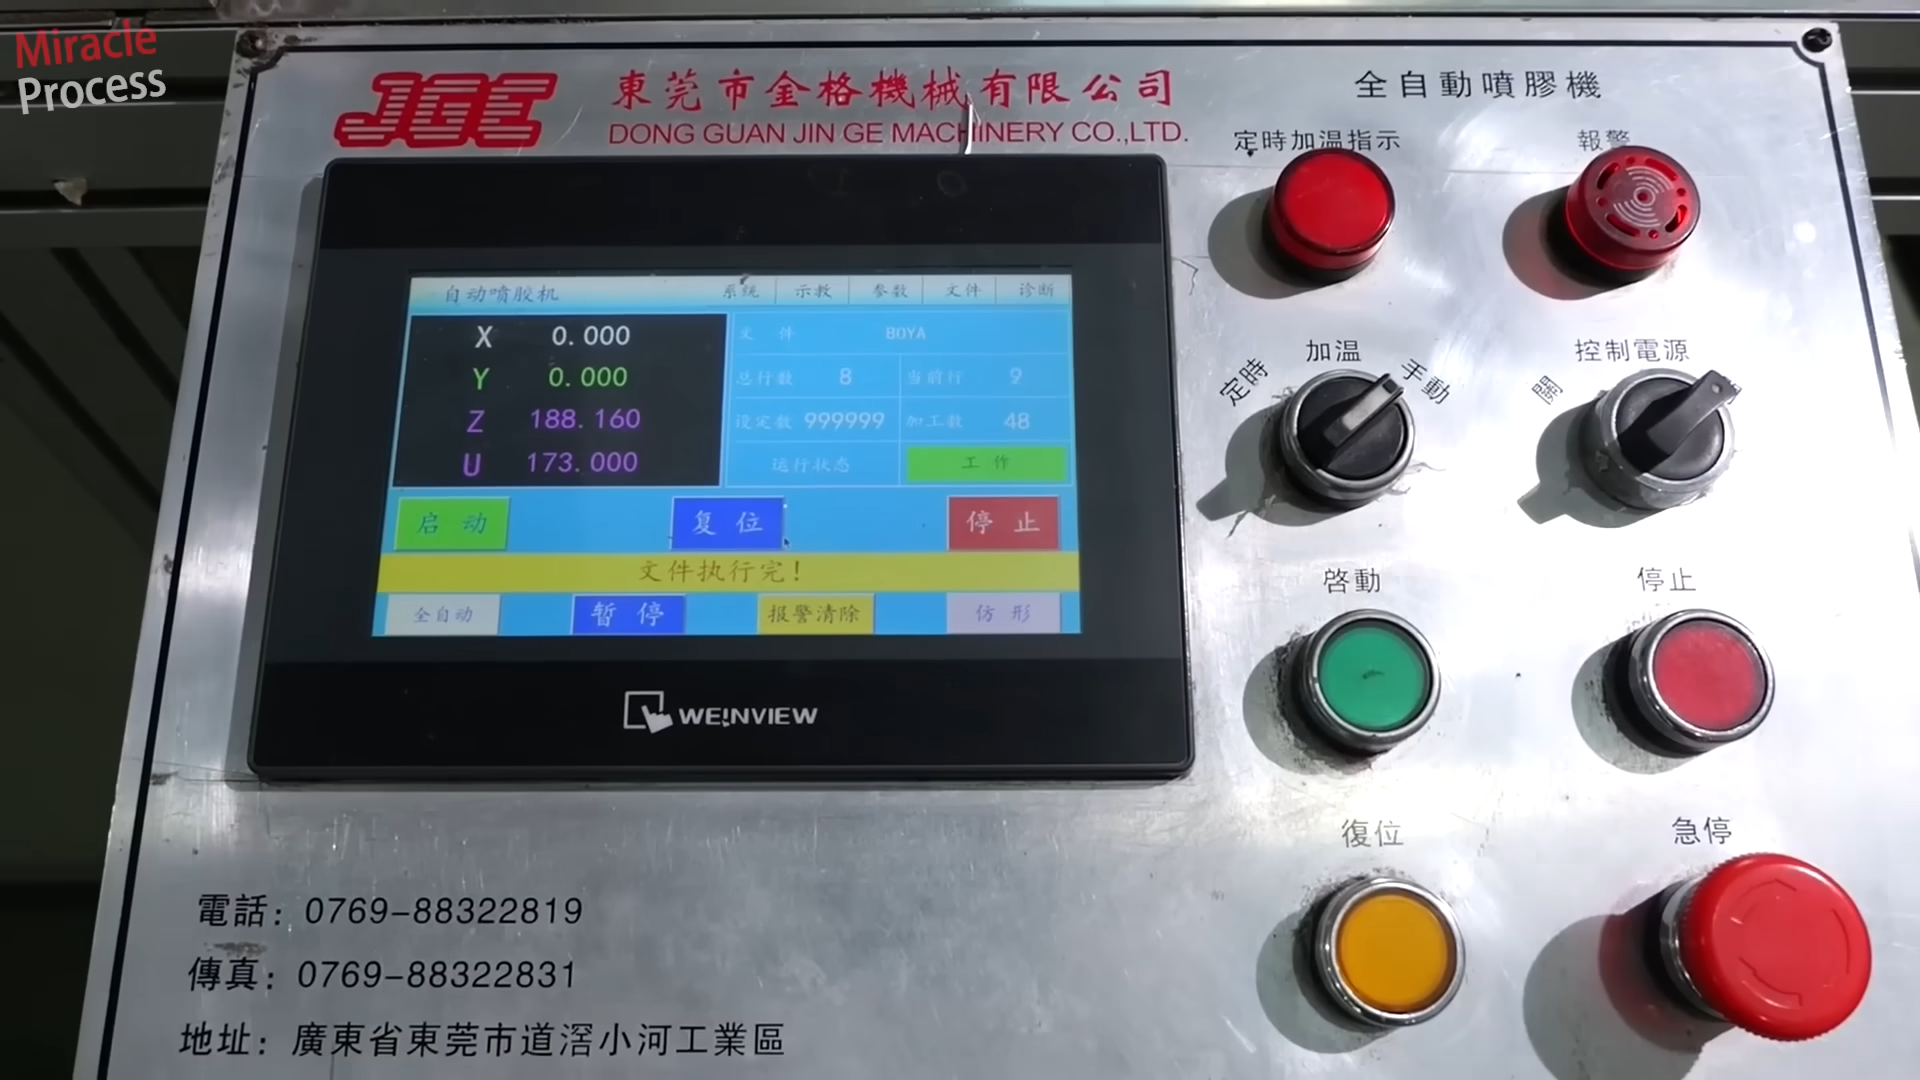 Miracle
Process
JGE
東莞市金格機械有限公司
DONG GUAN JIN GE MACHINERY CO.,LTD.
全自動噴膠機
定時加温指示
報警
自动喷胶机
系统 示教 参数 文件 诊断
X 0.000
Y 0.000
Z 188.160
U 173.000
文 件 BOYA
总行数 8 当前行 9
设定数 999999 加工数 48
运行状态 工 作
启 动 复 位 停 止
文件执行完!
全自动 暂 停 报警清除 仿 形
WEINVIEW
加温
定時 手動
控制電源
關
啓動
停止
復位
急停
電話：0769-88322819
傳真：0769-88322831
地址：廣東省東莞市道滘小河工業區